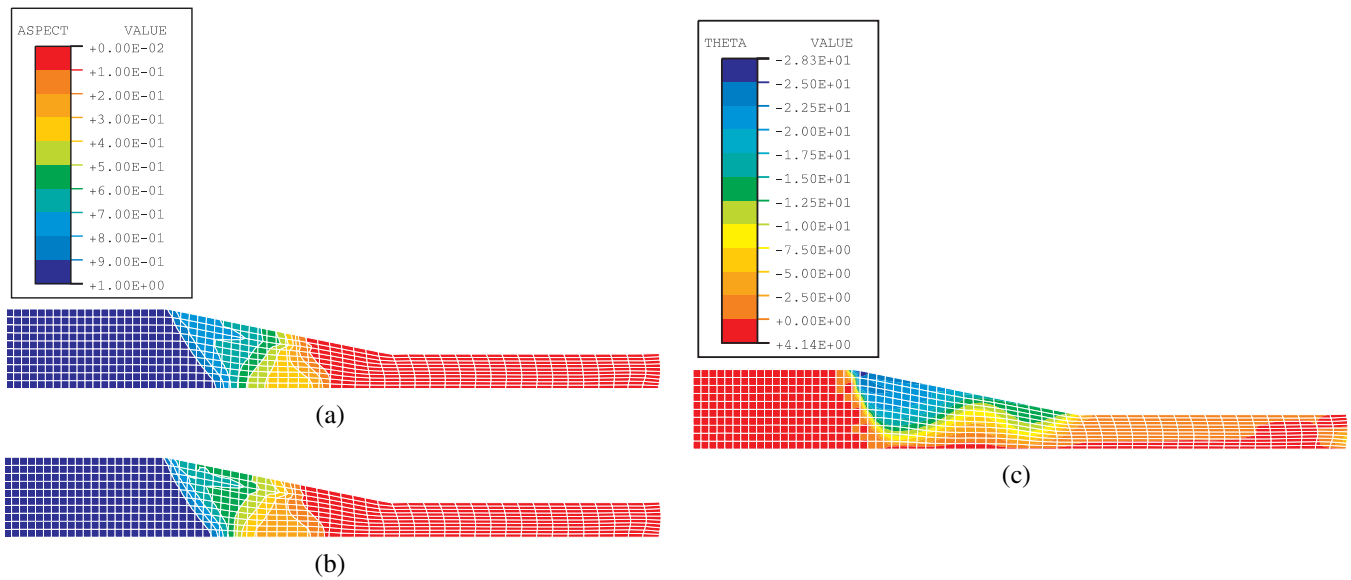 ASPECT VALUE
+0.00E-02
+1.00E-01
+2.00E-01
+3.00E-01
+4.00E-01
+5.00E-01
+6.00E-01
+7.00E-01
+8.00E-01
+9.00E-01
+1.00E+00
(a)
(b)
THETA VALUE
-2.83E+01
-2.50E+01
-2.25E+01
-2.00E+01
-1.75E+01
-1.50E+01
-1.25E+01
-1.00E+01
-7.50E+00
-5.00E+00
-2.50E+00
+0.00E+00
+4.14E+00
(c)